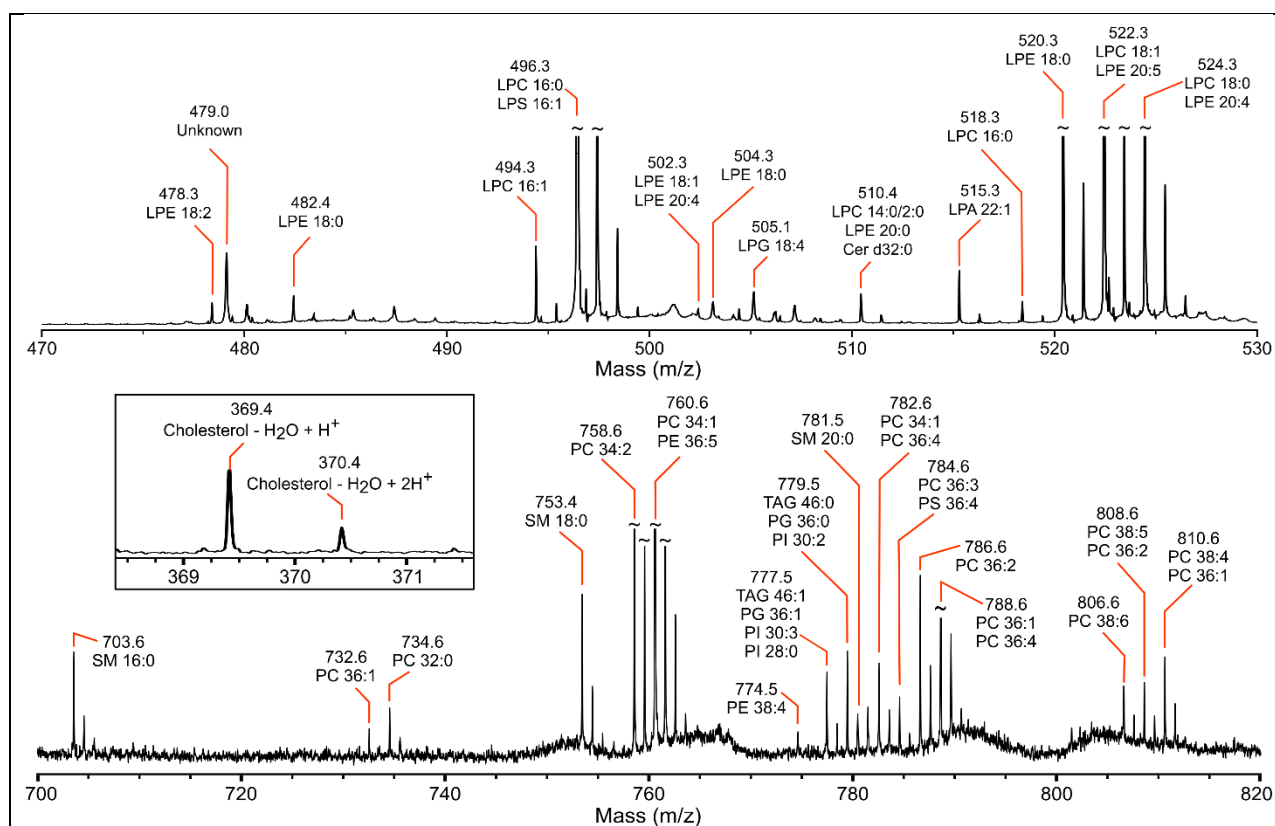 479.0
Unknown
478.3
LPE 18:2
482.4
LPE 18:0
496.3
LPC 16:0
LPS 16:1
494.3
LPC 16:1
502.3
LPE 18:1
LPE 20:4
504.3
LPE 18:0
505.1
LPG 18:4
510.4
LPC 14:0/2:0
LPE 20:0
Cer d32:0
515.3
LPA 22:1
518.3
LPC 16:0
520.3
LPE 18:0
522.3
LPC 18:1
LPE 20:5
524.3
LPC 18:0
LPE 20:4
~ ~ ~ ~ ~ ~
470 480 490 500 510 520 530
Mass (m/z)
369.4
Cholesterol - H2O + H+
370.4
Cholesterol - H2O + 2H+
369 370 371
703.6
SM 16:0
732.6
PC 36:1
734.6
PC 32:0
753.4
SM 18:0
758.6
PC 34:2
760.6
PC 34:1
PE 36:5
774.5
PE 38:4
777.5
TAG 46:1
PG 36:1
PI 30:3
PI 28:0
779.5
TAG 46:0
PG 36:0
PI 30:2
781.5
SM 20:0
782.6
PC 34:1
PC 36:4
784.6
PC 36:3
PS 36:4
786.6
PC 36:2
788.6
PC 36:1
PC 36:4
806.6
PC 38:6
808.6
PC 38:5
PC 36:2
810.6
PC 38:4
PC 36:1
~ ~ ~ ~ ~
700 720 740 760 780 800 820
Mass (m/z)